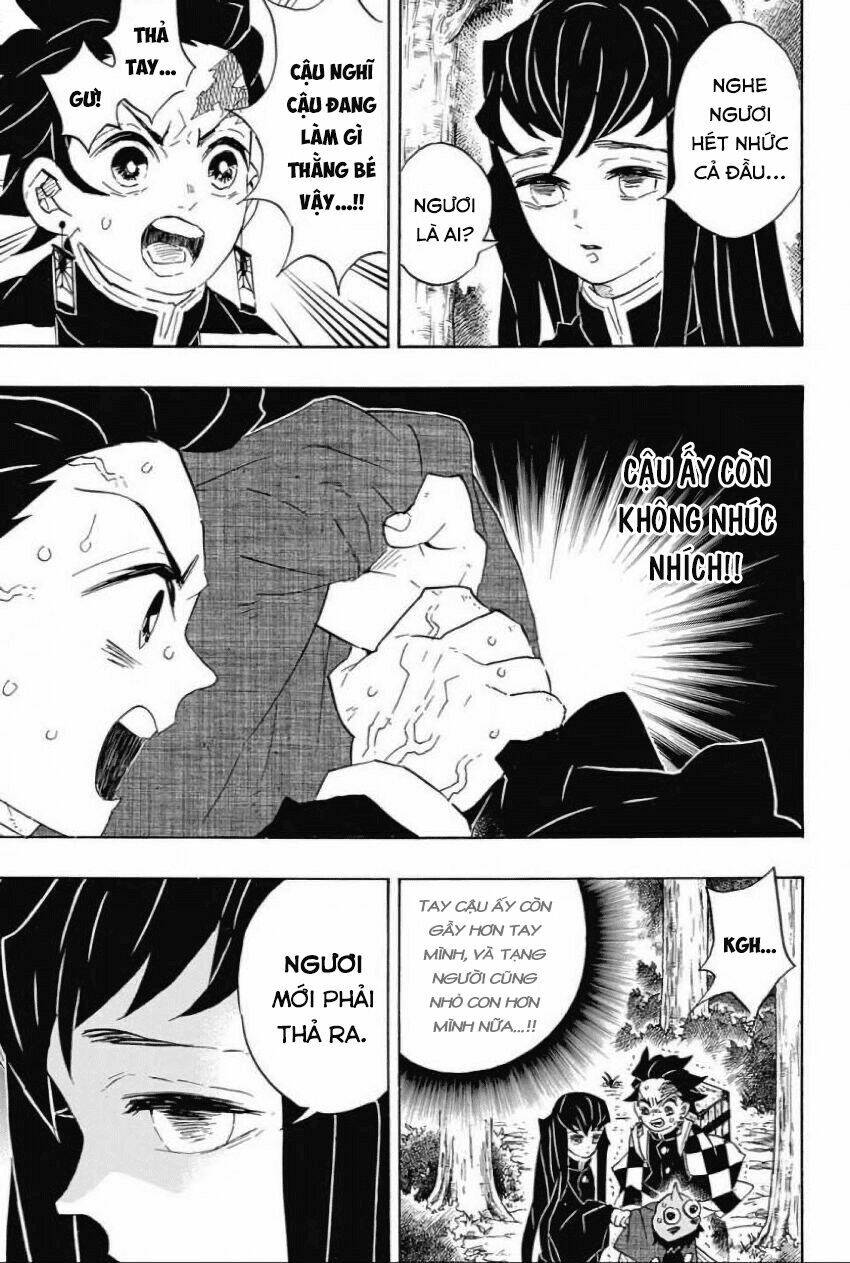 NGHE
NGƯƠI
HÉT NHỨC
CẢ ĐẦU...
NGƯƠI
LÀ AI?
CẬU NGHĨ
CẬU ĐANG
LÀM GÌ
THẰNG BÉ
VẬY...!!
THẢ
TAY...
GỰ!
CẬU ẤY CÒN
KHÔNG NHÚC
NHÍCH!!
KGH...
TAY CẬU ẤY CÒN
GẦY HƠN TAY
MÌNH, VÀ TẠNG
NGƯỜI CŨNG
NHỎ CON HƠN
MÌNH NỮA...!!
NGƯƠI
MỚI PHẢI
THẢ RA.